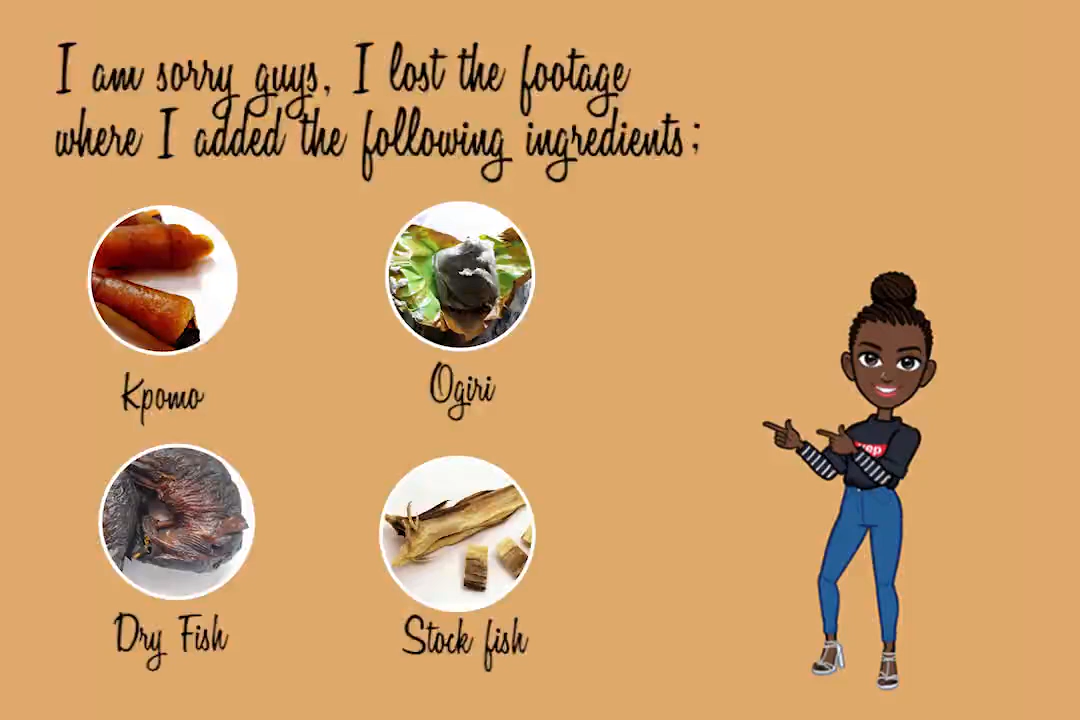 I am sorry guys, I lost the footage
where I added the following ingredients;
Kpomo
Ogiri
Dry Fish
Stock fish